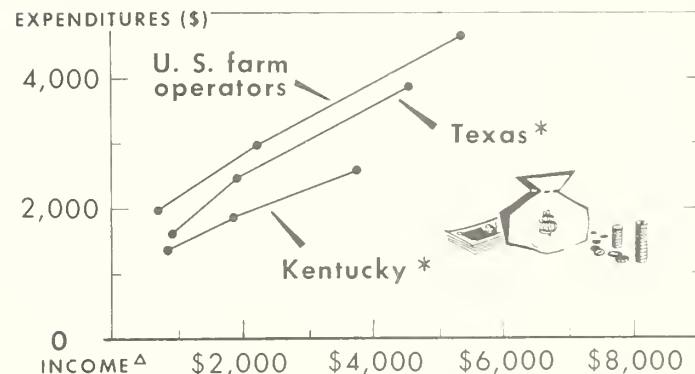 EXPENDITURES ($)
4,000
U. S. farm
operators
Texas*
2,000
$
Kentucky *
0
INCOME△ $2,000 $4,000 $6,000 $8,000